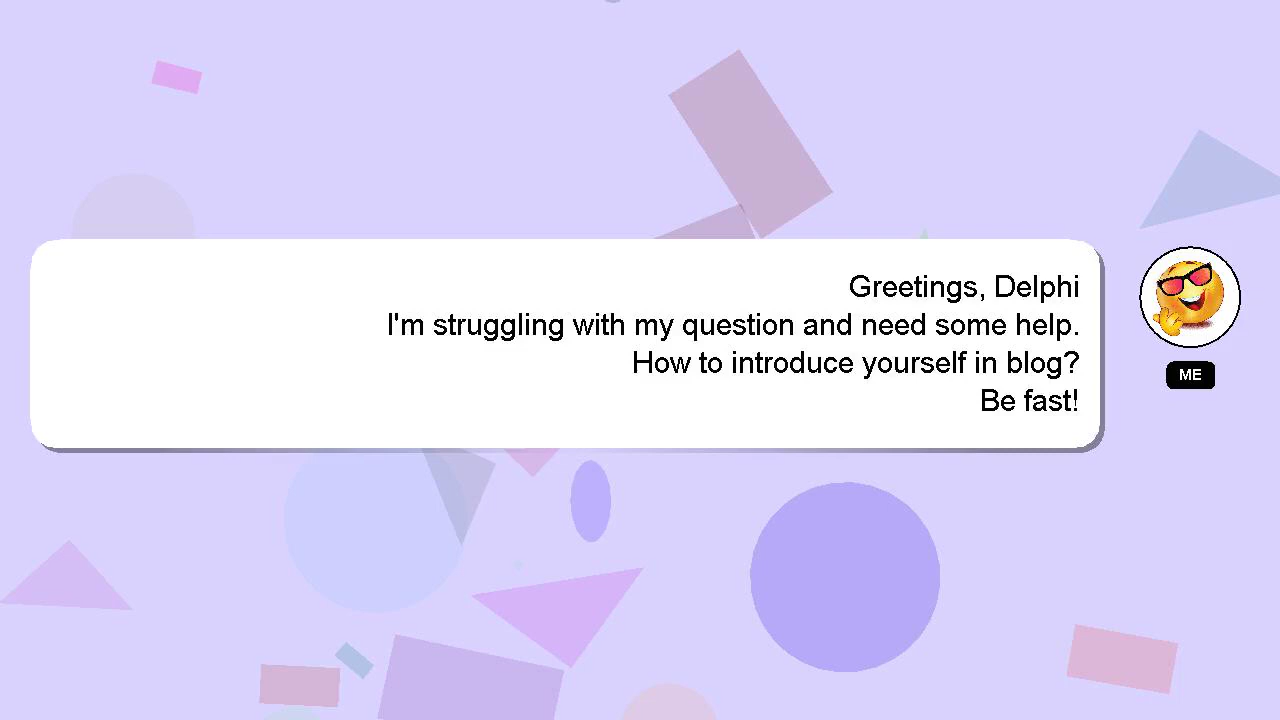 Greetings, Delphi
I'm struggling with my question and need some help.
How to introduce yourself in blog?
Be fast!
ME